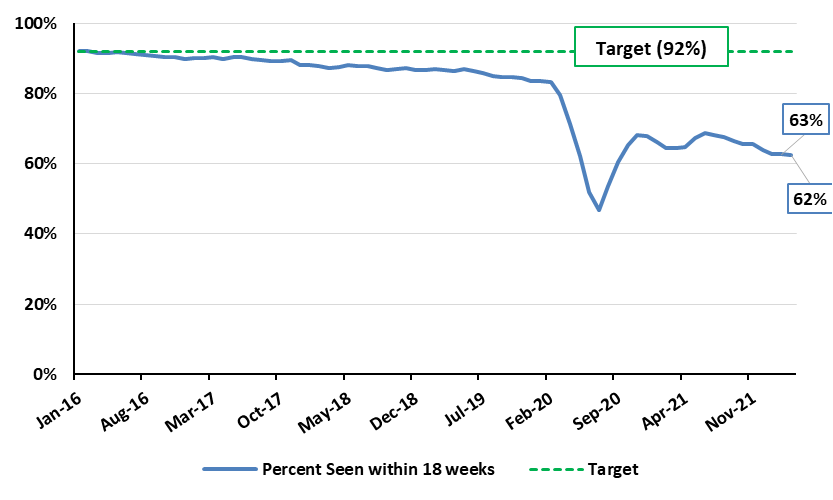 100%
Target (92%)
80%
63%
60%
62%
40%
20%
0%
Jan-16
Aug-16
Mar-17
Oct-17
May-18
Dec-18
Jul-19
Feb-20
Sep-20
Apr-21
Nov-21
Percent Seen within 18 weeks
Target